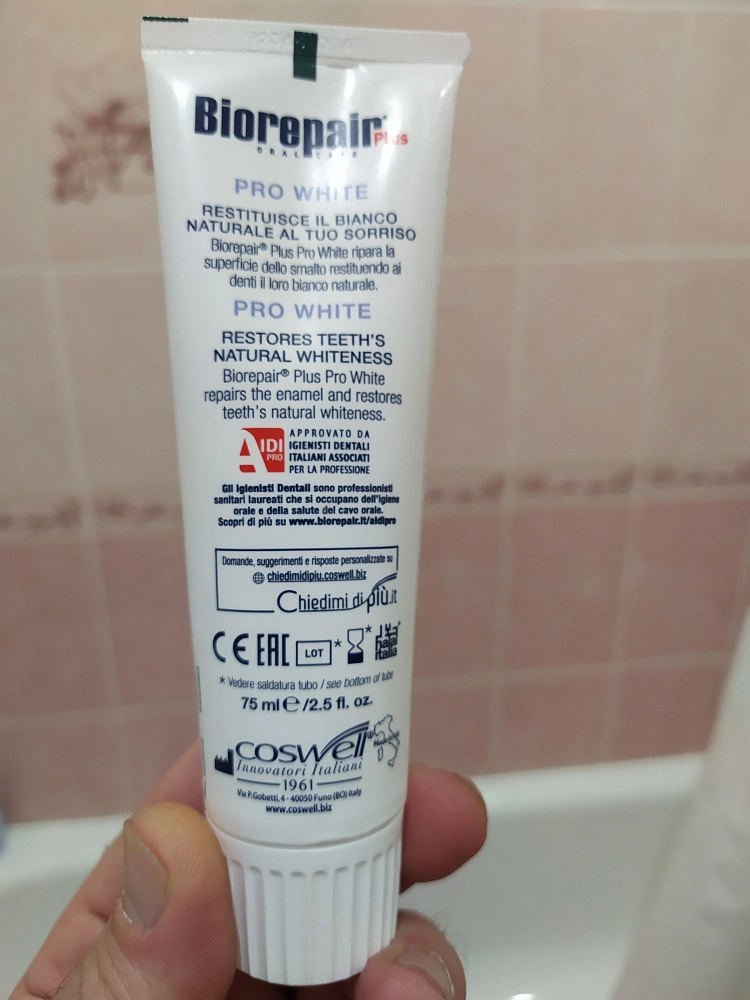 Biorepair Plus
ORAL CARE
PRO WHITE
RESTITUISCE IL BIANCO
NATURALE AL TUO SORRISO
Biorepair® Plus Pro White ripara la
superficie dello smalto restituendo ai
denti il loro bianco naturale.
PRO WHITE
RESTORES TEETH'S
NATURAL WHITENESS
Biorepair® Plus Pro White
repairs the enamel and restores
teeth's natural whiteness.
AIDI
PRO
APPROVATO DA
IGIENISTI DENTALI
ITALIANI ASSOCIATI
PER LA PROFESSIONE
Gli Igienisti Dentali sono professionisti
sanitari laureati che si occupano dell'igiene
orale e della salute del cavo orale.
Scopri di più su www.biorepair.it/aidipro
Domande, suggerimenti e risposte personalizzate su
chiedimidipiu.coswell.biz
Chiedimi di più.it
CE EAC LOT * * halal italia *
* Vedere saldatura tubo / see bottom of tube
75 ml ℮ /2.5 fl. oz.
coswell®
Innovatori Italiani
1961
Via P.Gobetti, 4 - 40050 Funo (BO) Italy
www.coswell.biz